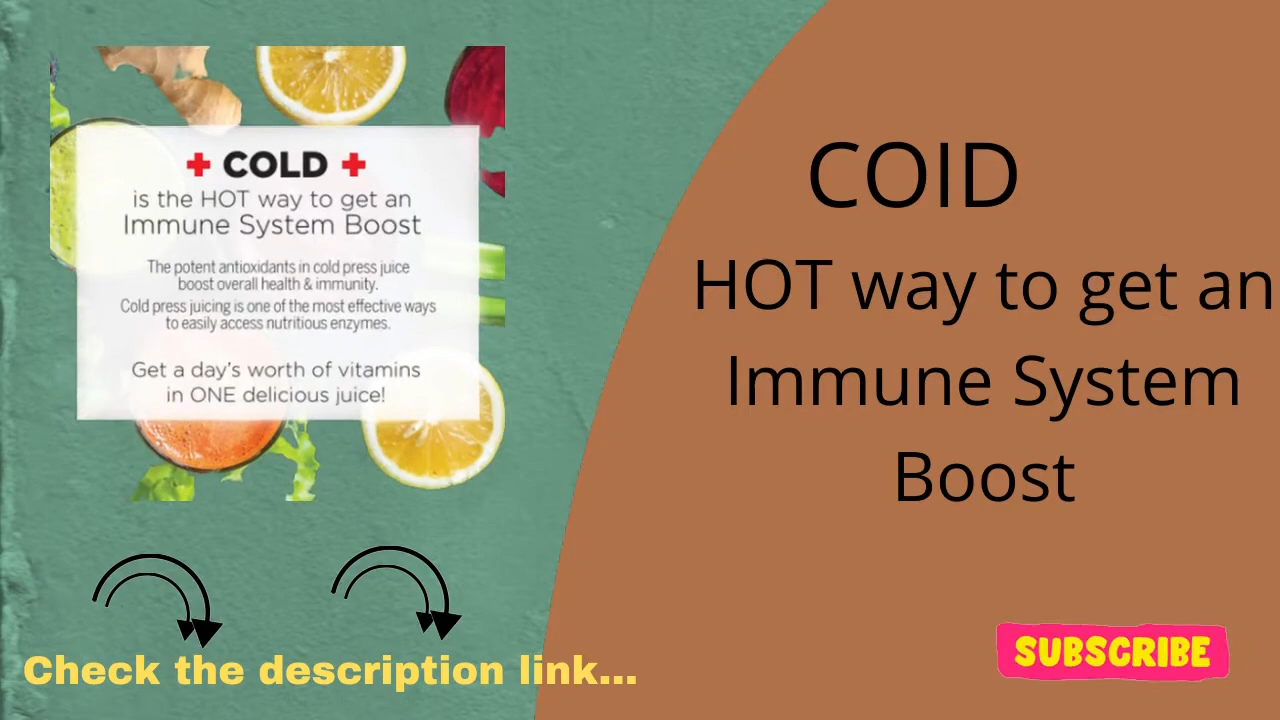 + COLD +
is the HOT way to get an
Immune System Boost
The potent antioxidants in cold press juice
boost overall health & immunity.
Cold press juicing is one of the most effective ways
to easily access nutritious enzymes.
Get a day's worth of vitamins
in ONE delicious juice!
COID
HOT way to get an
Immune System
Boost
Check the description link...
SUBSCRIBE